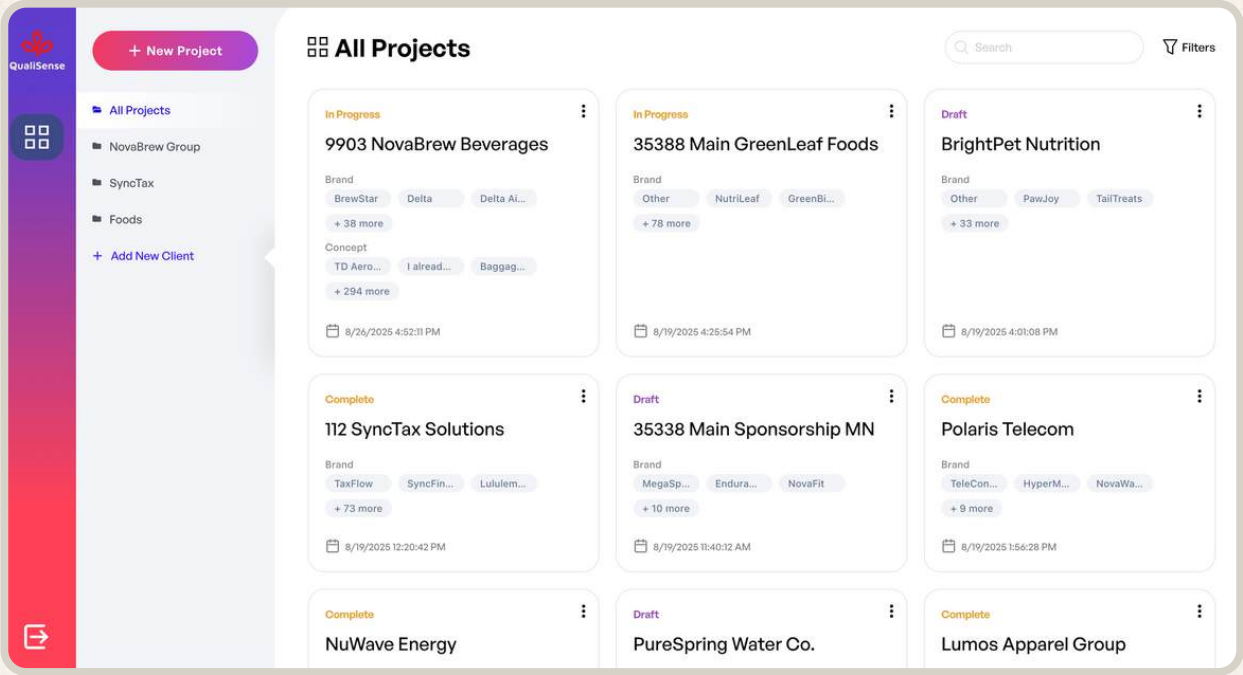 QualiSense
+ New Project
All Projects
NovaBrew Group
SyncTax
Foods
+ Add New Client
All Projects
Search
Filters
In Progress
9903 NovaBrew Beverages
Brand
BrewStar Delta Delta Ai...
+ 38 more
Concept
TD Aero... I alread... Baggag...
+ 294 more
8/26/2025 4:52:11 PM
In Progress
35388 Main GreenLeaf Foods
Brand
Other NutriLeaf GreenBi...
+ 78 more
8/19/2025 4:25:54 PM
Draft
BrightPet Nutrition
Brand
Other PawJoy TailTreats
+ 33 more
8/19/2025 4:01:08 PM
Complete
112 SyncTax Solutions
Brand
TaxFlow SyncFin... Lululem...
+ 73 more
8/19/2025 12:20:42 PM
Draft
35338 Main Sponsorship MN
Brand
MegaSp... Endura... NovaFit
+ 10 more
8/19/2025 11:40:12 AM
Complete
Polaris Telecom
Brand
TeleCon... HyperM... NovaWa...
+ 9 more
8/19/2025 1:56:28 PM
Complete
NuWave Energy
Draft
PureSpring Water Co.
Complete
Lumos Apparel Group